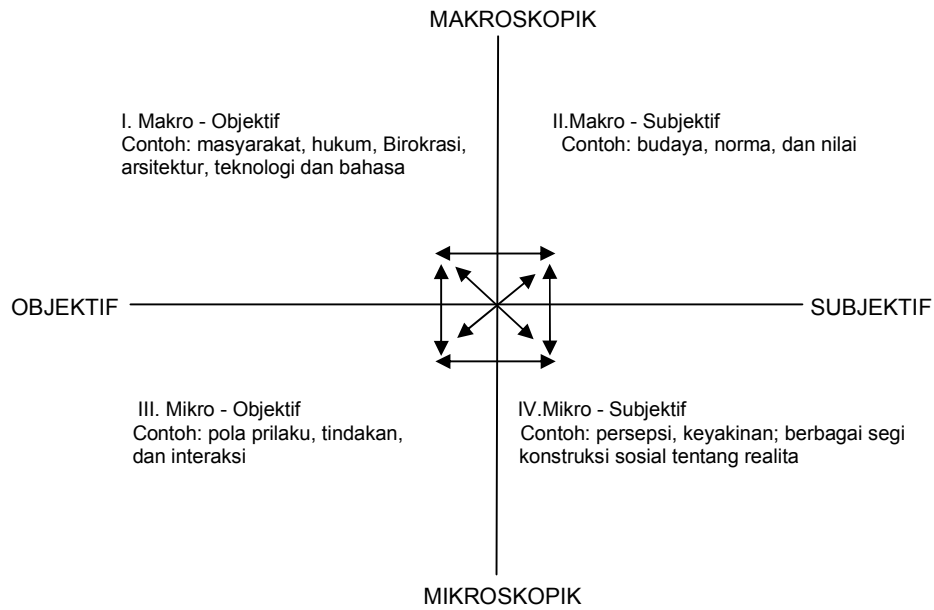 MAKROSKOPIK
I. Makro - Objektif
Contoh: masyarakat, hukum, Birokrasi,
arsitektur, teknologi dan bahasa
II.Makro - Subjektif
Contoh: budaya, norma, dan nilai
OBJEKTIF
SUBJEKTIF
III. Mikro - Objektif
Contoh: pola prilaku, tindakan,
dan interaksi
IV.Mikro - Subjektif
Contoh: persepsi, keyakinan; berbagai segi
konstruksi sosial tentang realita
MIKROSKOPIK